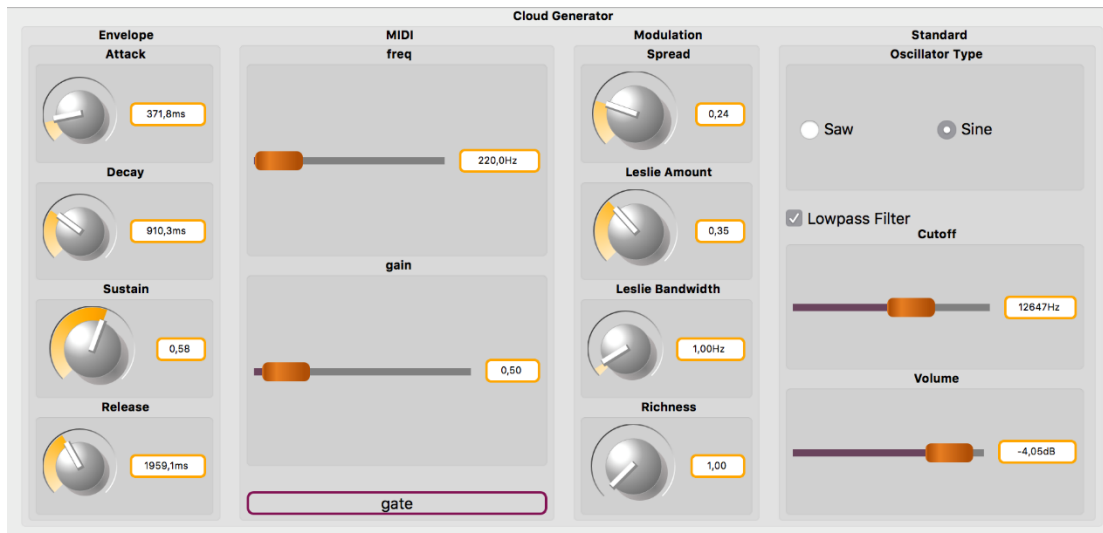 Cloud Generator
Envelope
Attack
371,8ms
Decay
910,3ms
Sustain
0,58
Release
1959,1ms
MIDI
freq
220,0Hz
gain
0,50
gate
Modulation
Spread
0,24
Leslie Amount
0,35
Leslie Bandwidth
1,00Hz
Richness
1,00
Standard
Oscillator Type
Saw
Sine
Lowpass Filter
Cutoff
12647Hz
Volume
-4,05dB